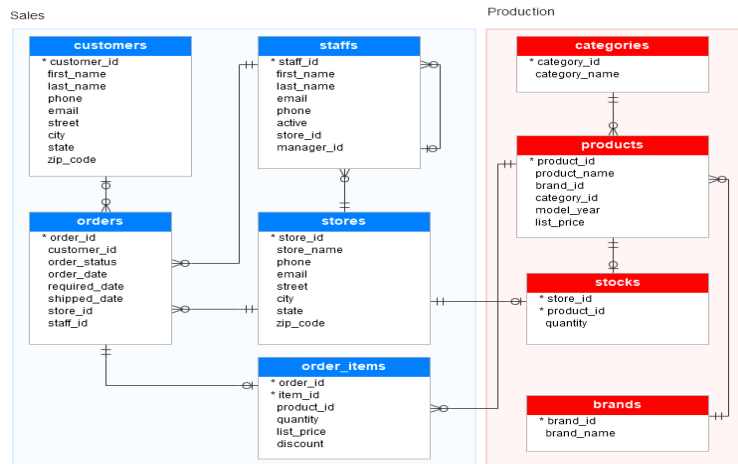 Sales
Production
customers
* customer_id
first_name
last_name
phone
email
street
city
state
zip_code
staffs
* staff_id
first_name
last_name
email
phone
active
store_id
manager_id
categories
* category_id
category_name
products
* product_id
product_name
brand_id
category_id
model_year
list_price
orders
* order_id
customer_id
order_status
order_date
required_date
shipped_date
store_id
staff_id
stores
* store_id
store_name
phone
email
street
city
state
zip_code
stocks
* store_id
* product_id
quantity
order_items
* order_id
* item_id
product_id
quantity
list_price
discount
brands
* brand_id
brand_name